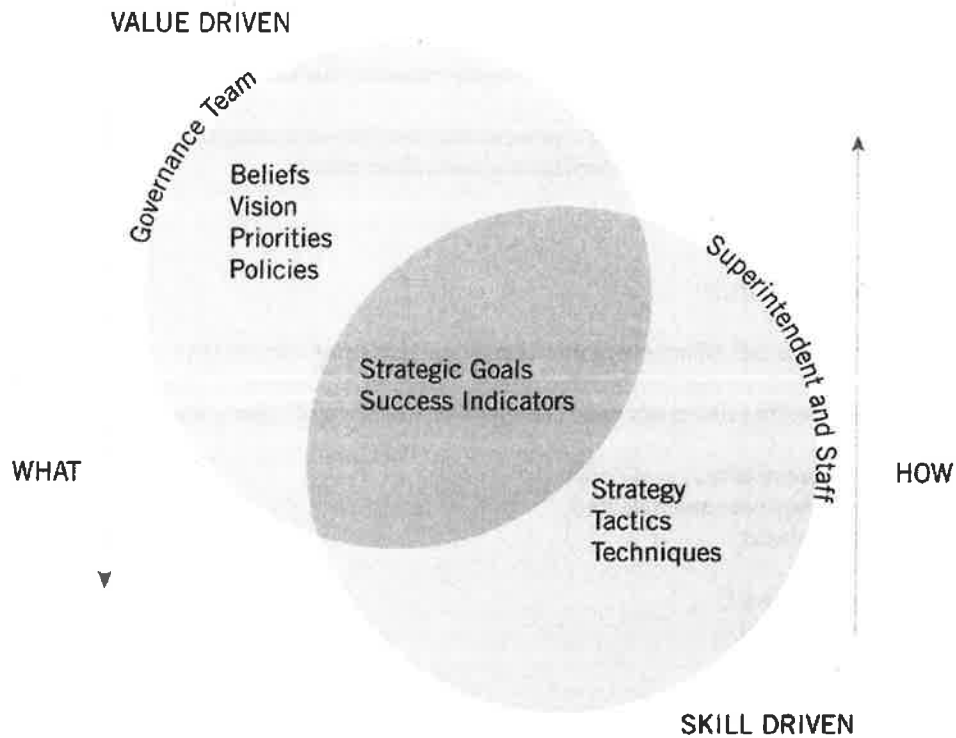 VALUE DRIVEN
Governance Team
Beliefs
Vision
Priorities
Policies
Superintendent and Staff
Strategic Goals
Success Indicators
WHAT
HOW
Strategy
Tactics
Techniques
SKILL DRIVEN